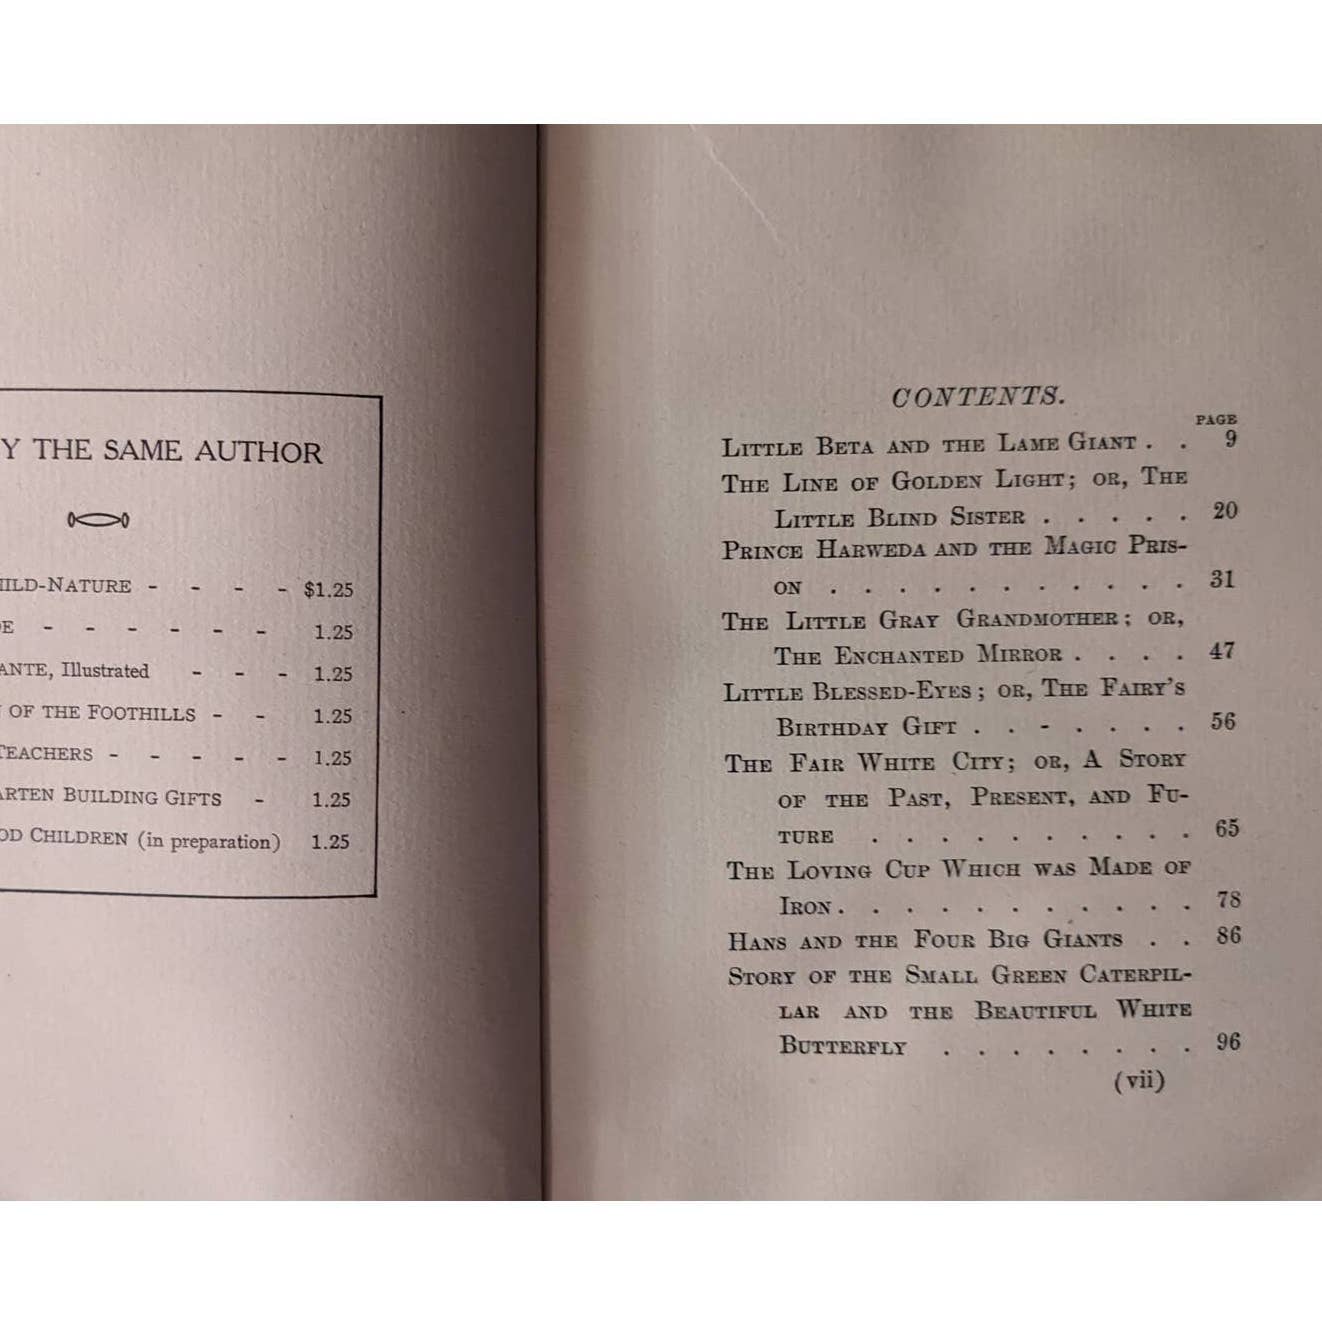 Y THE SAME AUTHOR
ILD-NATURE - - - - $1.25
E - - - - - - 1.25
ANTE, Illustrated - - - 1.25
OF THE FOOTHILLS - - 1.25
TEACHERS - - - - - 1.25
ARTEN BUILDING GIFTS - 1.25
OD CHILDREN (in preparation) 1.25
CONTENTS.
PAGE
LITTLE BETA AND THE LAME GIANT . . 9
THE LINE OF GOLDEN LIGHT; OR, THE
LITTLE BLIND SISTER . . . . . 20
PRINCE HARWEDA AND THE MAGIC PRIS-
ON . . . . . . . . . . . 31
THE LITTLE GRAY GRANDMOTHER; OR,
THE ENCHANTED MIRROR . . . . 47
LITTLE BLESSED-EYES; OR, THE FAIRY'S
BIRTHDAY GIFT . . - . . . . 56
THE FAIR WHITE CITY; OR, A STORY
OF THE PAST, PRESENT, AND FU-
TURE . . . . . . . . . . 65
THE LOVING CUP WHICH WAS MADE OF
IRON . . . . . . . . . . . 78
HANS AND THE FOUR BIG GIANTS . . 86
STORY OF THE SMALL GREEN CATERPIL-
LAR AND THE BEAUTIFUL WHITE
BUTTERFLY . . . . . . . . 96
(vii)